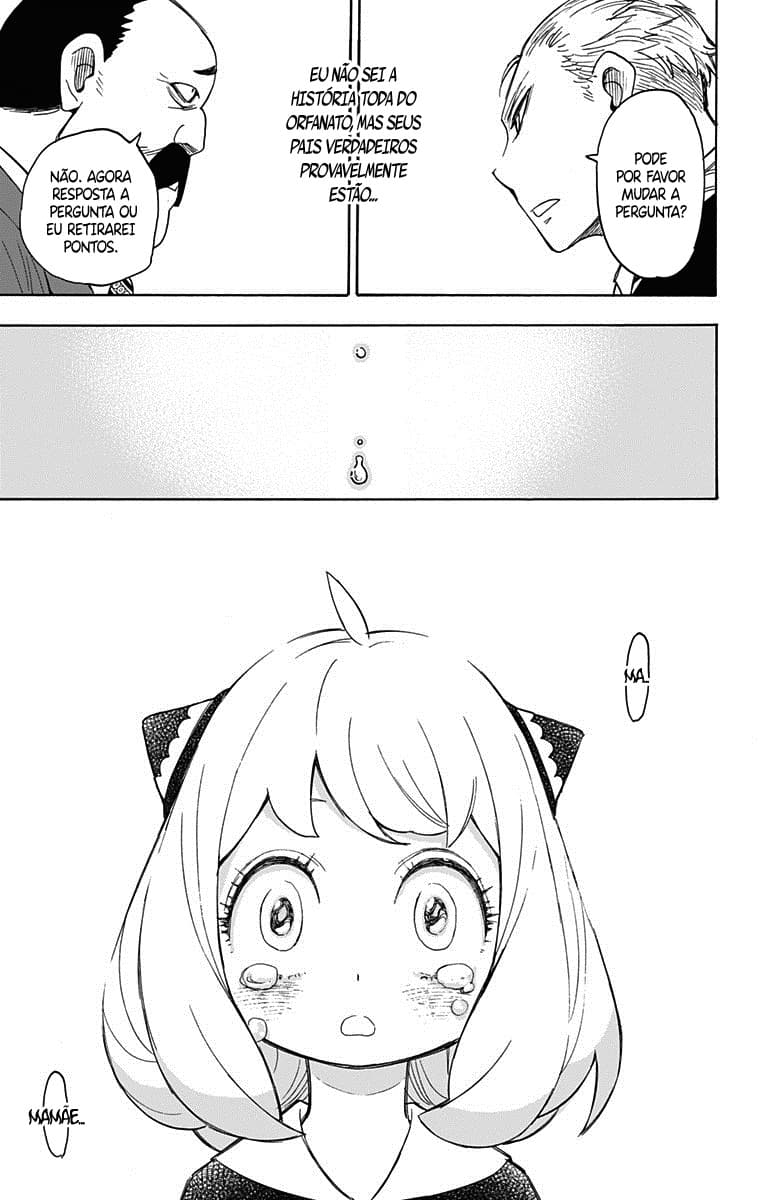 PODE
POR FAVOR
MUDAR A
PERGUNTA?
EU NÃO SEI A
HISTÓRIA TODA DO
ORFANATO, MAS SEUS
PAIS VERDADEIROS
PROVAVELMENTE
ESTÃO...
NÃO. AGORA
RESPOSTA A
PERGUNTA OU
EU RETIRAREI
PONTOS.
MA...
MAMÃE...